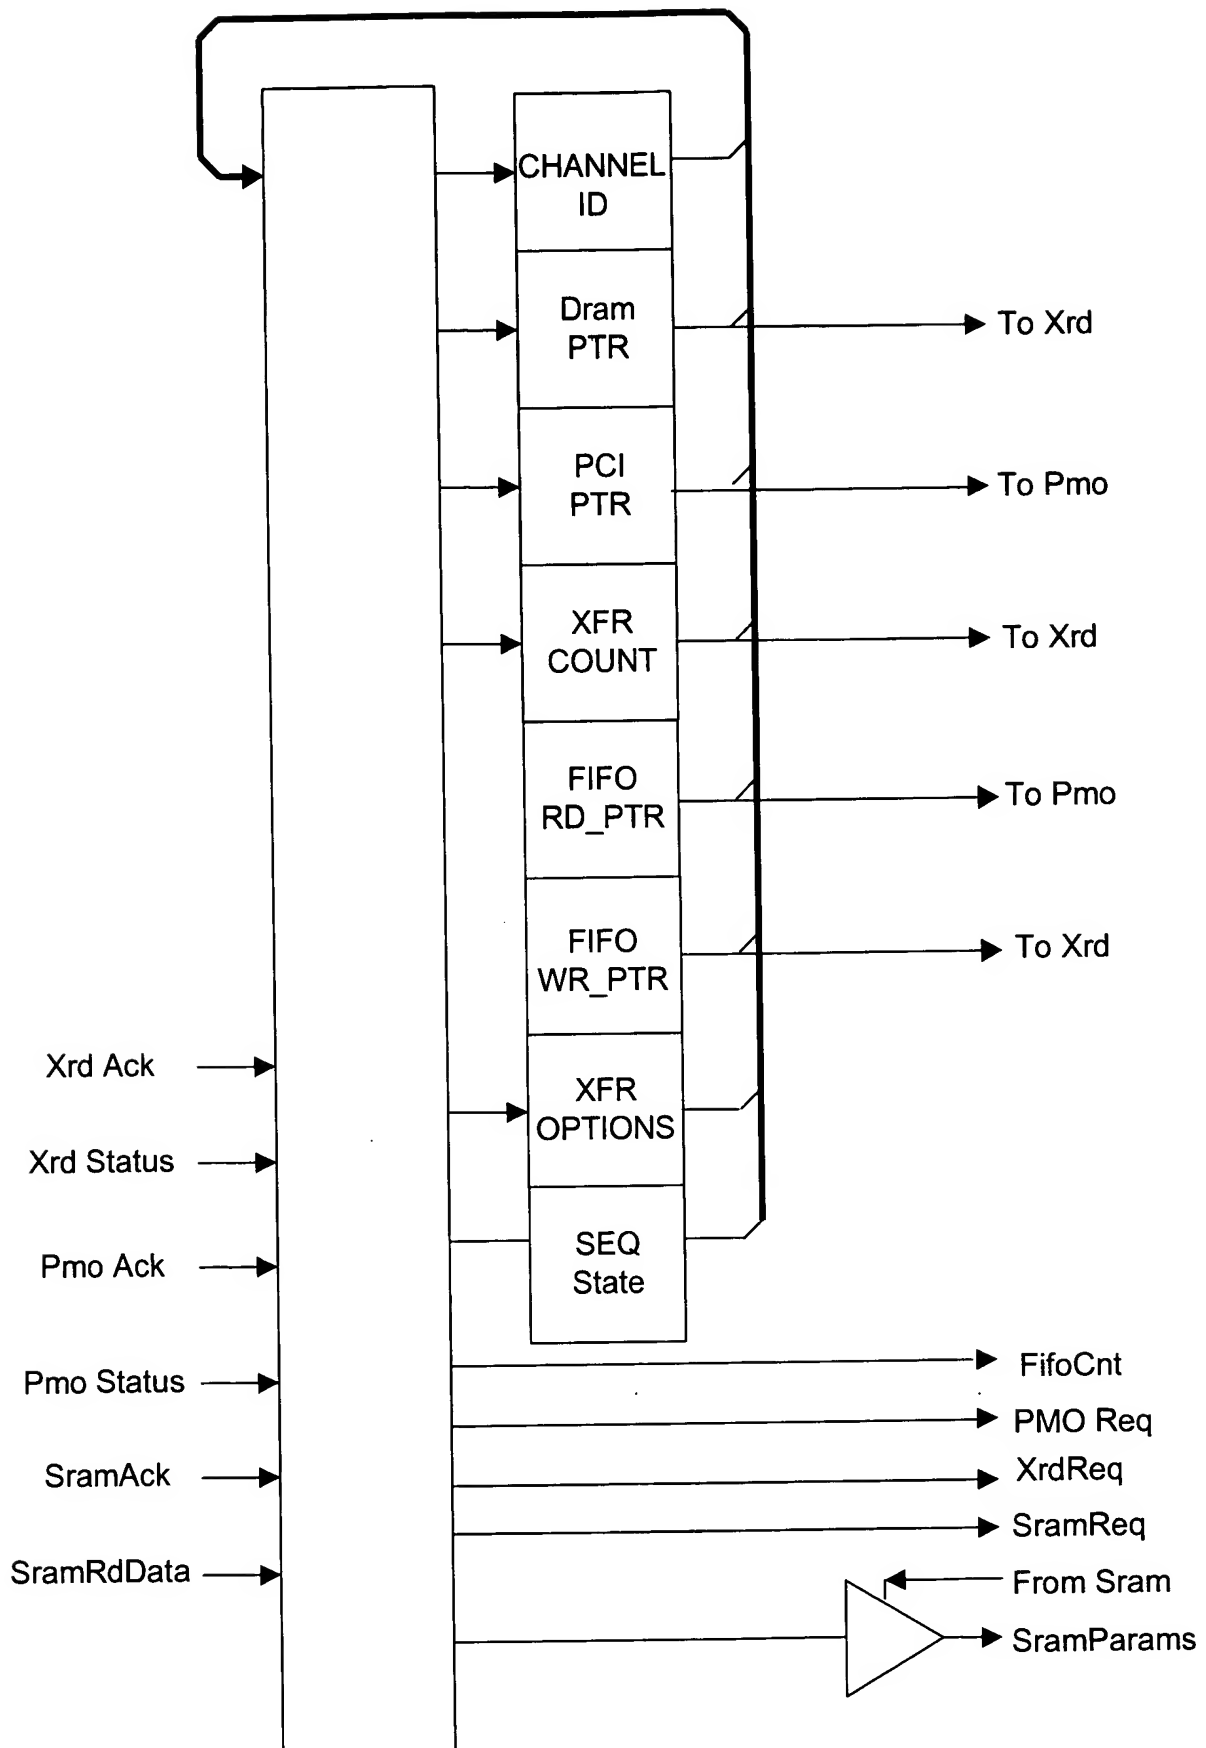 CHANNEL
ID
Dram
PTR
To Xrd
PCI
PTR
To Pmo
XFR
COUNT
To Xrd
FIFO
RD_PTR
To Pmo
FIFO
WR_PTR
To Xrd
Xrd Ack
XFR
OPTIONS
Xrd Status
SEQ
State
Pmo Ack
FifoCnt
Pmo Status
PMO Req
XrdReq
SramAck
SramReq
SramRdData
From Sram
SramParams